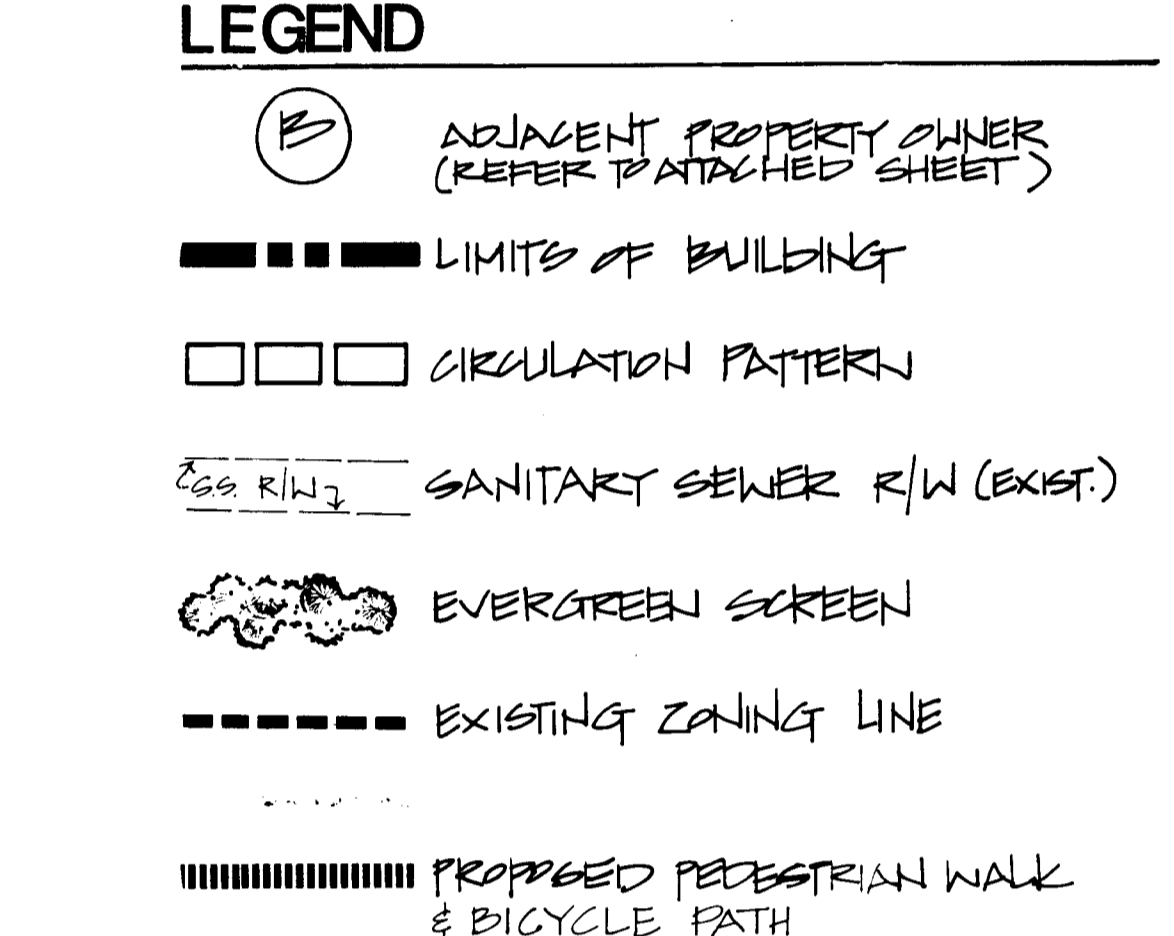 LEGEND
B
ADJACENT PROPERTY OWNER
(REFER TO ATTACHED SHEET)
LIMITS OF BUILDING
CIRCULATION PATTERN
S.S. R/W
SANITARY SEWER R/W (EXIST.)
EVERGREEN SCREEN
EXISTING ZONING LINE
PROPOSED PEDESTRIAN WALK
& BICYCLE PATH